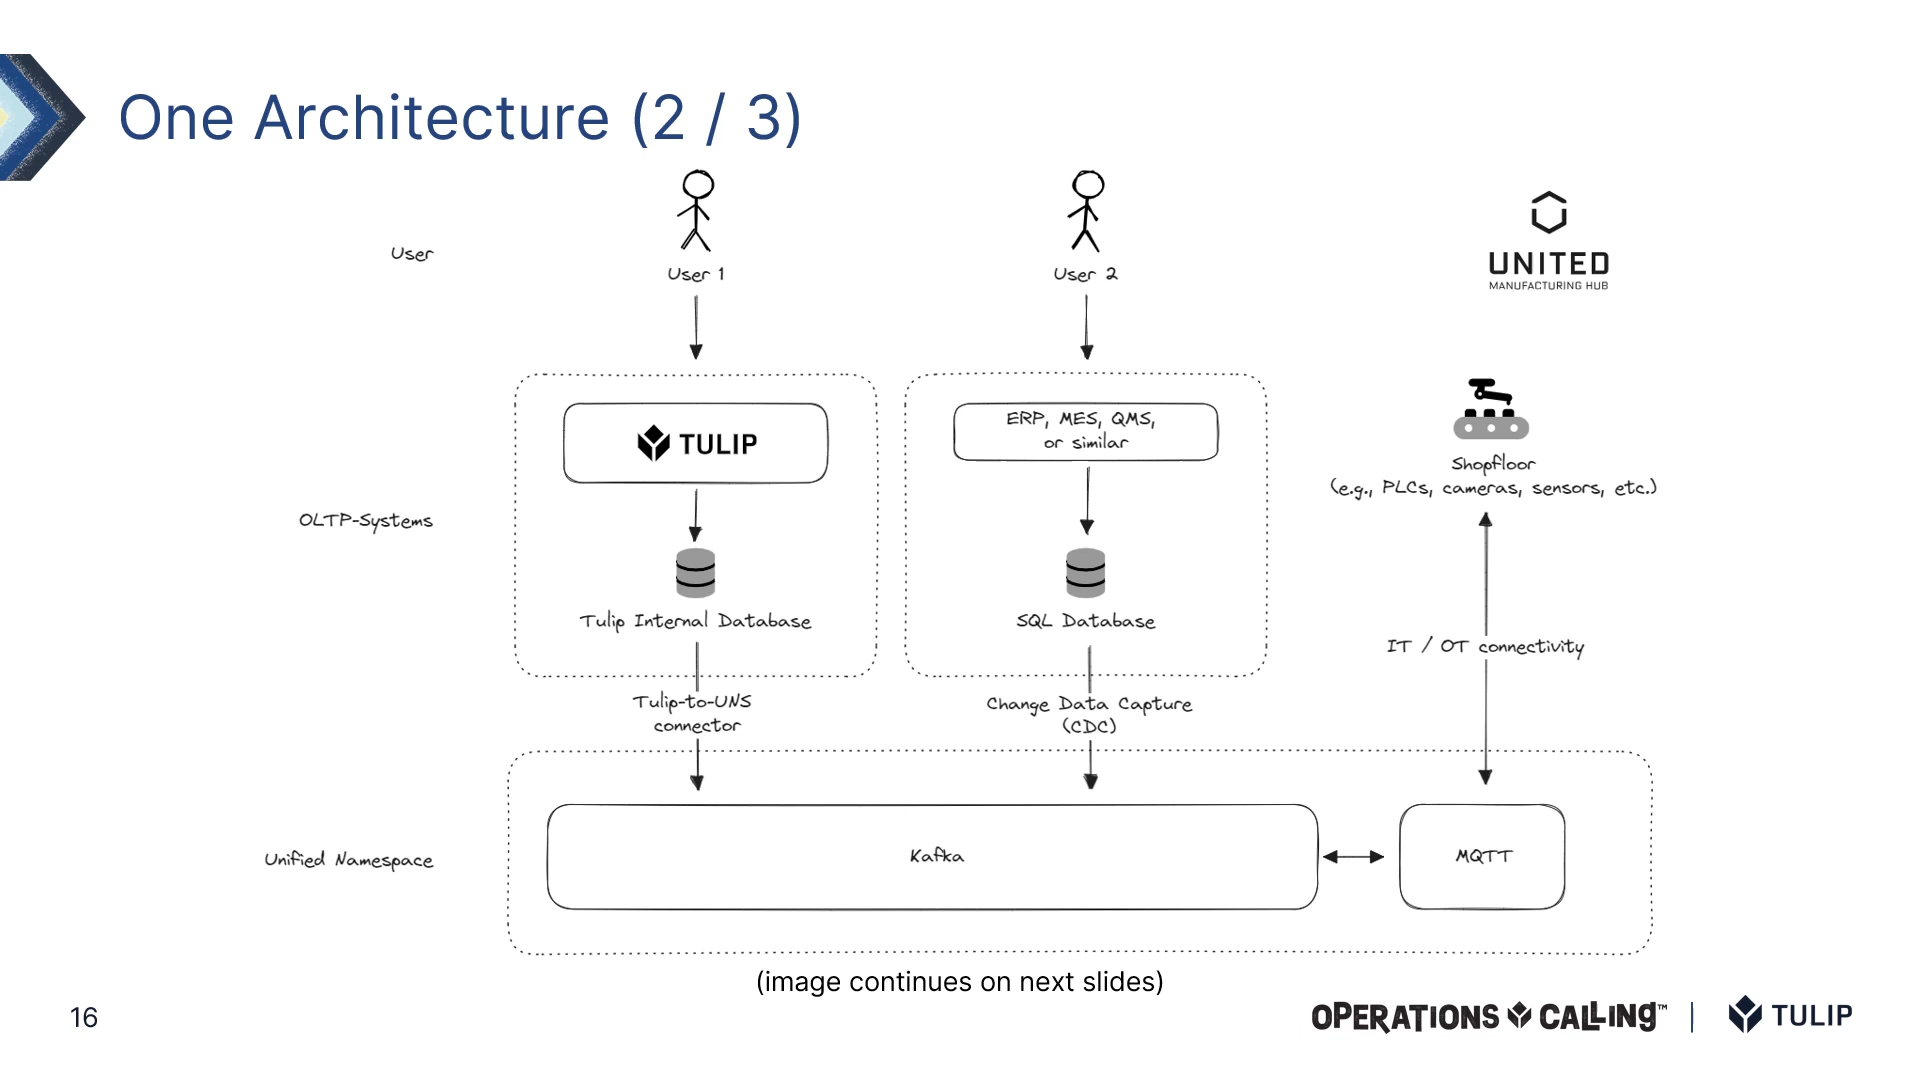 One Architecture (2 / 3)
User
User 1
User 2
UNITED
MANUFACTURING HUB
TULIP
ERP, MES, QMS,
or similar
Shopfloor
(e.g., PLCs, cameras, sensors, etc.)
OLTP-Systems
Tulip Internal Database
SQL Database
IT / OT connectivity
Tulip-to-UNS
connector
Change Data Capture
(CDC)
Unified Namespace
Kafka
MQTT
(image continues on next slides)
16
OPERATIONS CALLING™ | TULIP